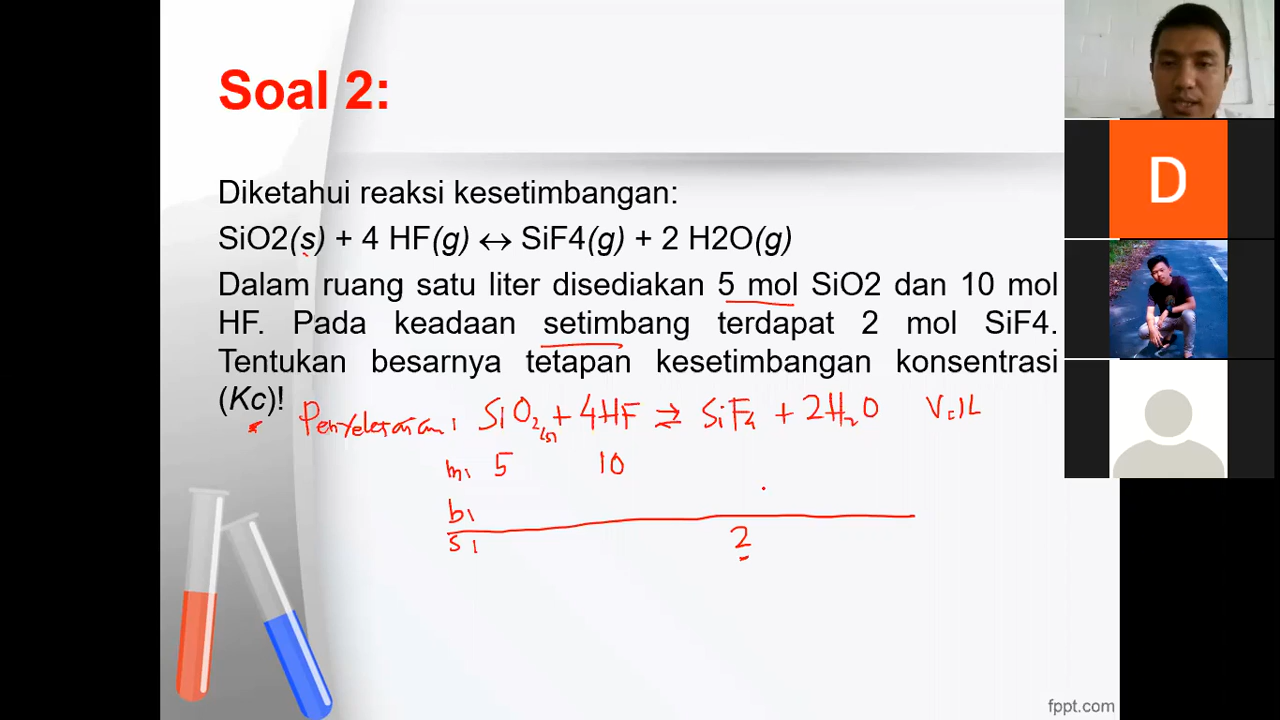 Soal 2:
Diketahui reaksi kesetimbangan:
SiO2(s) + 4 HF(g) ↔ SiF4(g) + 2 H2O(g)
Dalam ruang satu liter disediakan 5 mol SiO2 dan 10 mol
HF. Pada keadaan setimbang terdapat 2 mol SiF4.
Tentukan besarnya tetapan kesetimbangan konsentrasi
(Kc)!
Penyelesaian: SiO2(s) + 4HF ⇄ SiF4 + 2H2O V=1L
m: 5 10
b:
s: 2
D
fppt.com